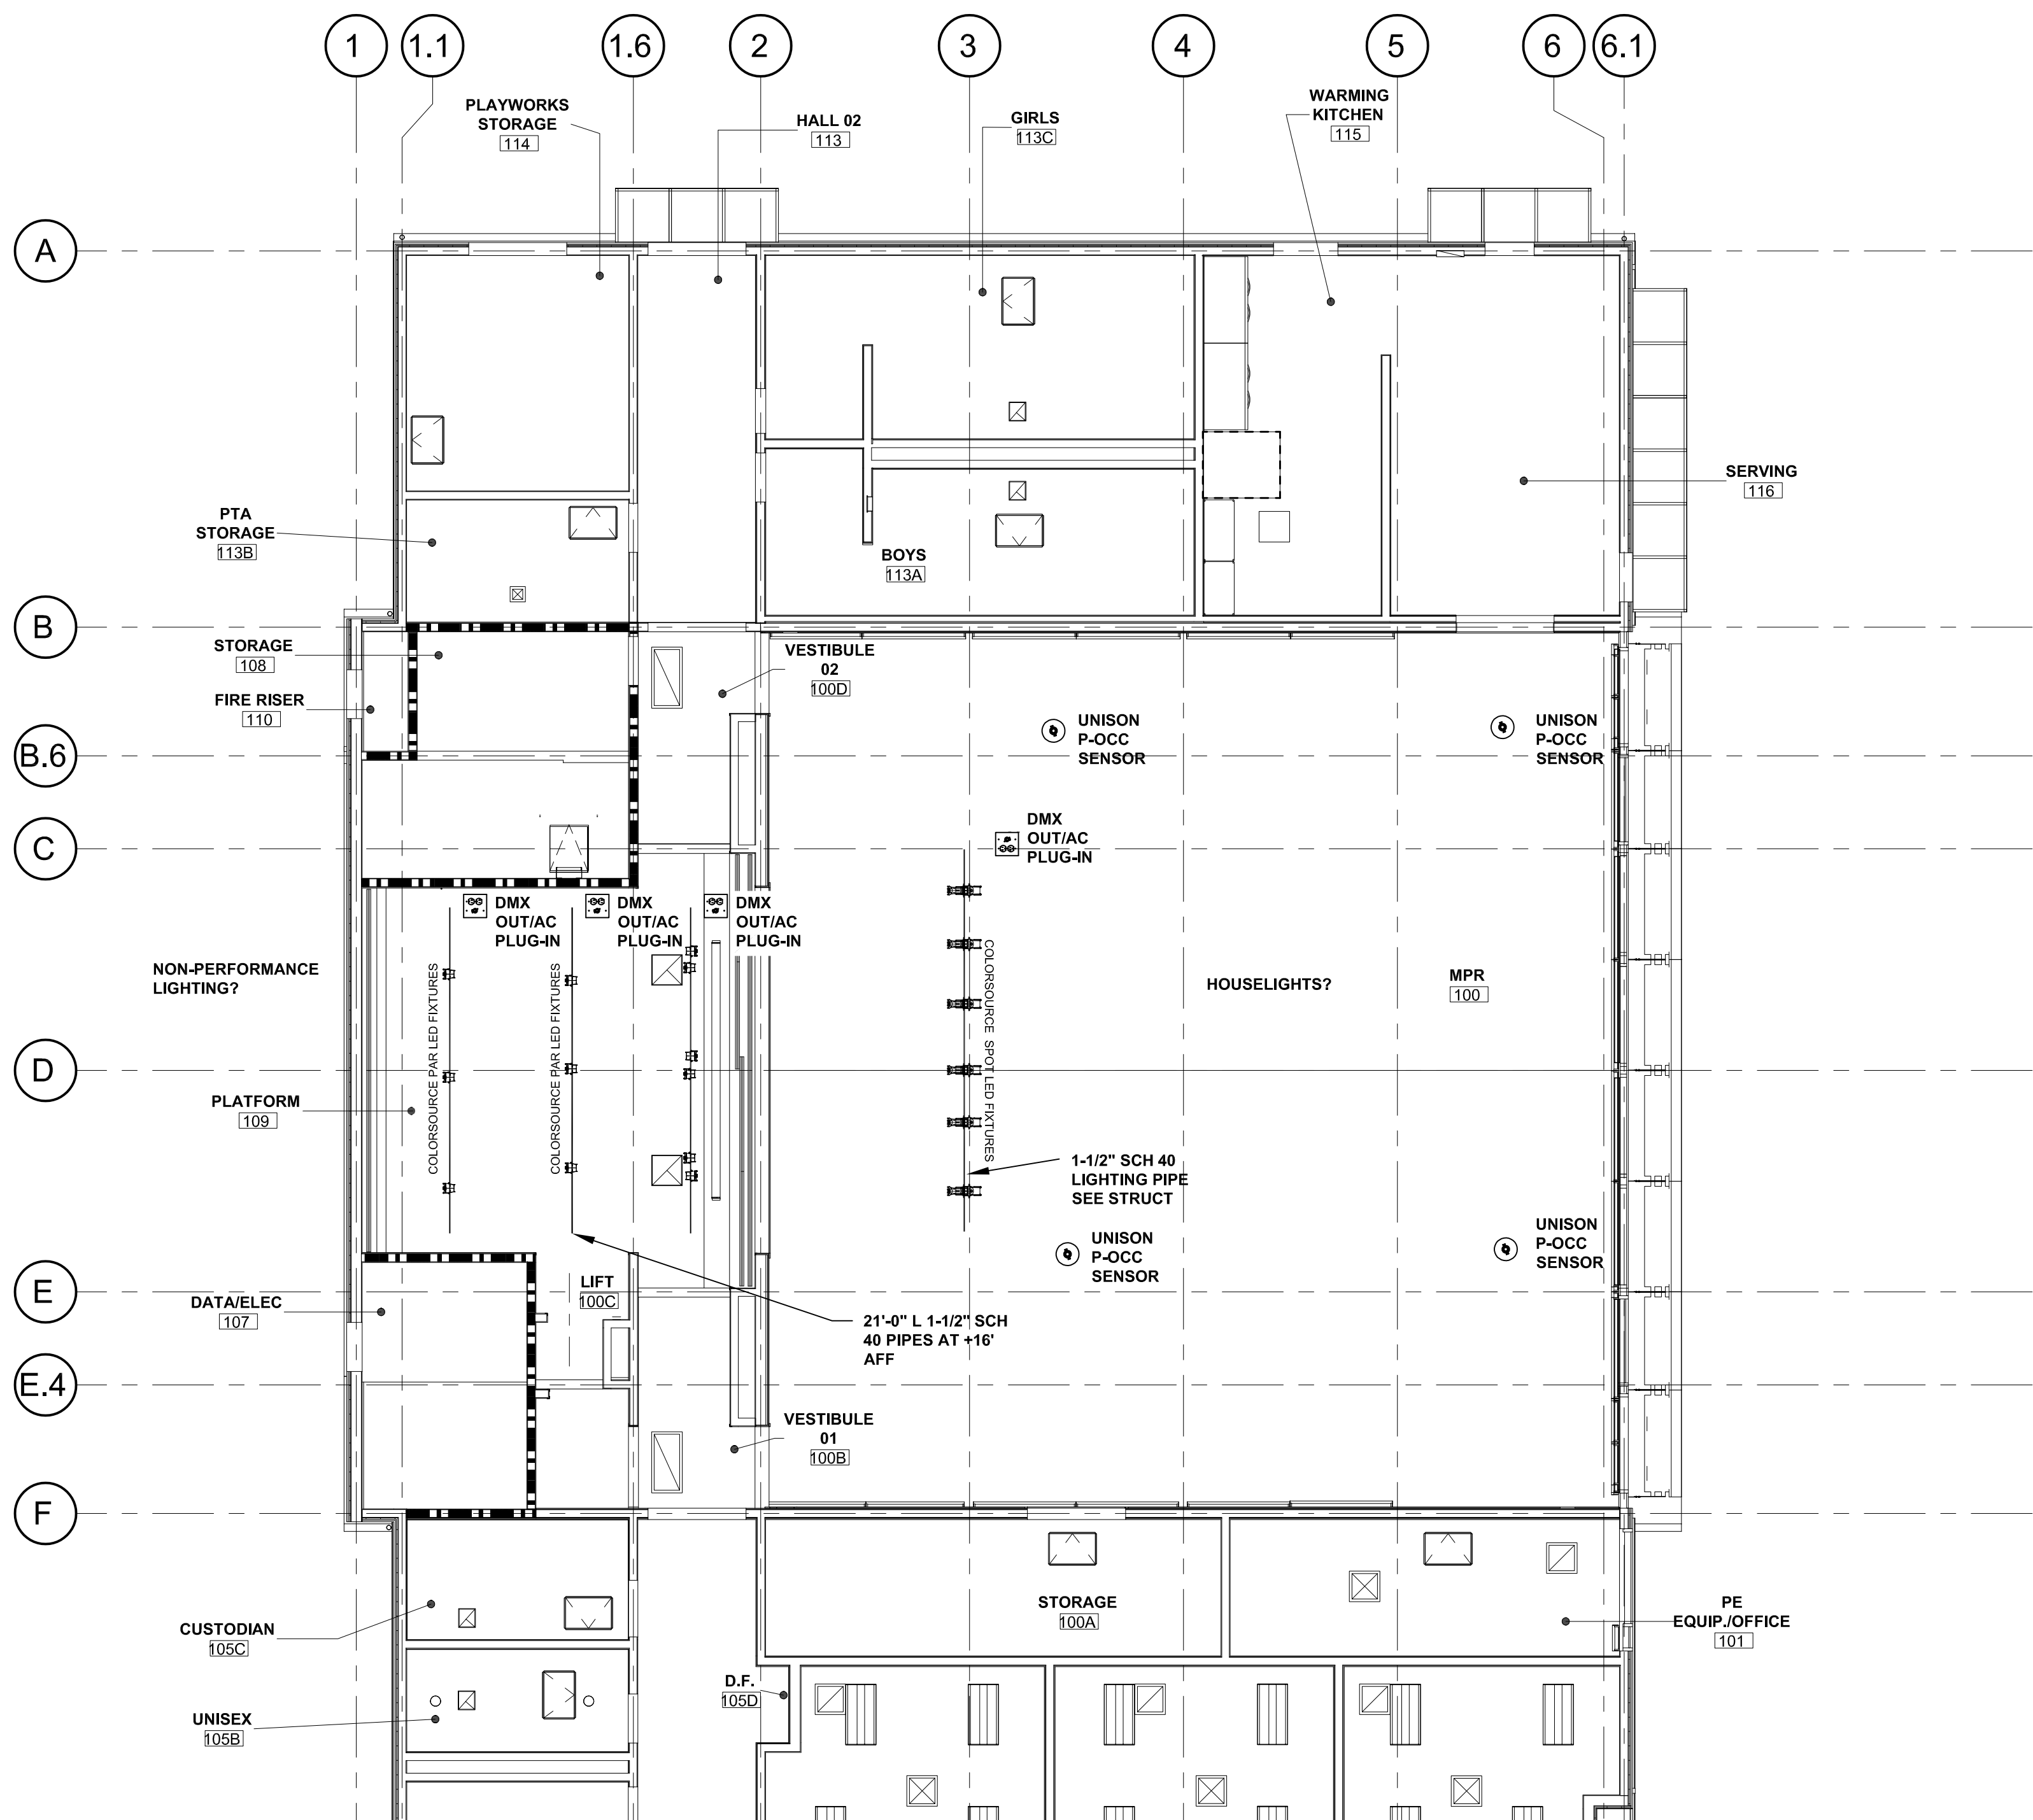 1
1.1
1.6
2
3
4
5
6
6.1
PLAYWORKS
STORAGE
114
HALL 02
113
GIRLS
113C
WARMING
KITCHEN
115
A
SERVING
116
PTA
STORAGE
113B
BOYS
113A
B
STORAGE
108
FIRE RISER
110
VESTIBULE
02
100D
UNISON
P-OCC
SENSOR
UNISON
P-OCC
SENSOR
B.6
C
DMX
OUT/AC
PLUG-IN
DMX
OUT/AC
PLUG-IN
DMX
OUT/AC
PLUG-IN
DMX
OUT/AC
PLUG-IN
NON-PERFORMANCE
LIGHTING?
COLORSOURCE PAR LED FIXTURES
COLORSOURCE PAR LED FIXTURES
COLORSOURCE SPOT LED FIXTURES
HOUSELIGHTS?
MPR
100
D
PLATFORM
109
1-1/2" SCH 40
LIGHTING PIPE
SEE STRUCT
UNISON
P-OCC
SENSOR
UNISON
P-OCC
SENSOR
E
LIFT
100C
DATA/ELEC
107
21'-0" L 1-1/2" SCH
40 PIPES AT +16'
AFF
E.4
VESTIBULE
01
100B
F
STORAGE
100A
PE
EQUIP./OFFICE
101
CUSTODIAN
105C
D.F.
105D
UNISEX
105B